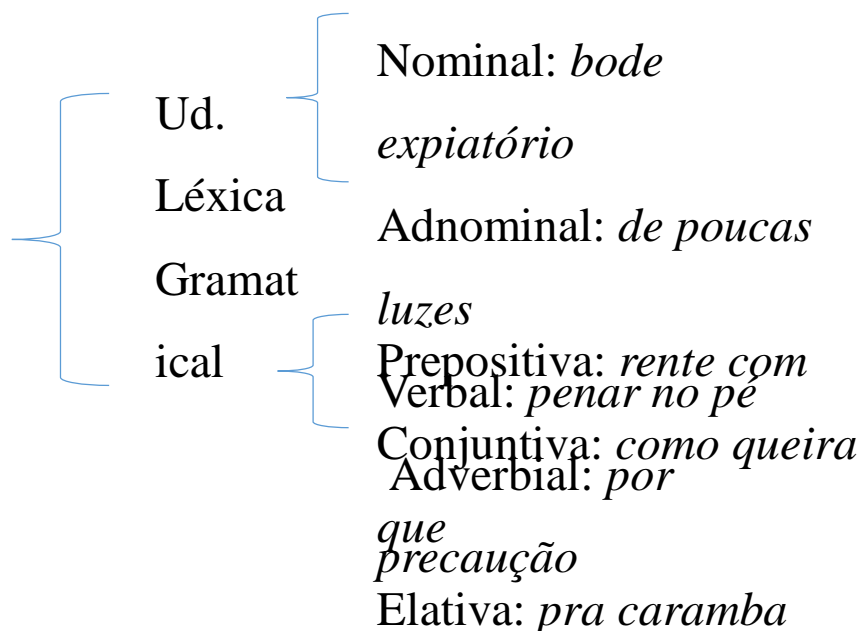 Ud.
Léxica
Gramat
ical
Nominal: bode
expiatório
Adnominal: de poucas
luzes
Prepositiva: rente com
Verbal: penar no pé
Conjuntiva: como queira
Adverbial: por
que
precaução
Elativa: pra caramba